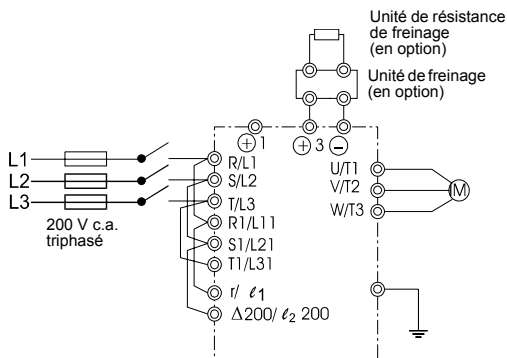 Unité de résistance
de freinage
(en option)
Unité de freinage
(en option)
⊕ 1
⊕ 3 ⊖
L1
L2
L3
200 V c.a.
triphasé
R/L1
S/L2
T/L3
R1/L11
S1/L21
T1/L31
r/ ℓ1
Δ200/ ℓ2 200
U/T1
V/T2
W/T3
M